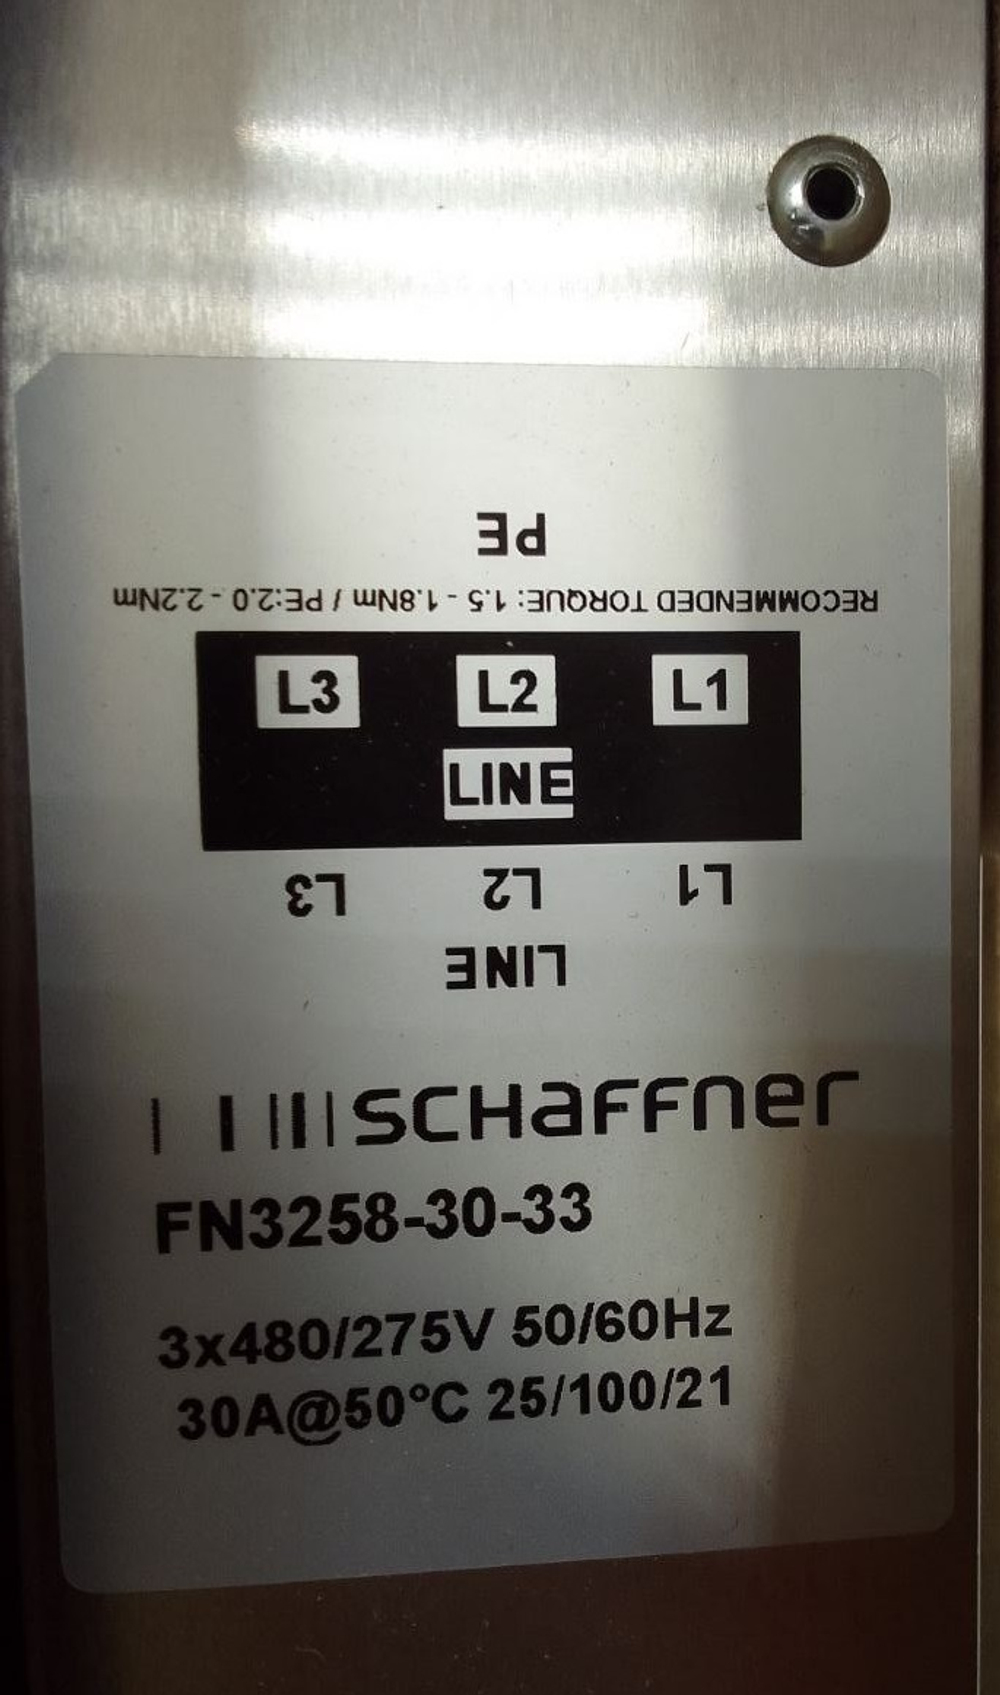 PE
RECOMMENDED TORQUE: 1.5 - 1.8Nm / PE:2.0 - 2.2Nm
L3 L2 L1
LINE
L3 L2 L1
LINE
SCHaFFner
FN3258-30-33
3x480/275V 50/60Hz
30A@50°C 25/100/21